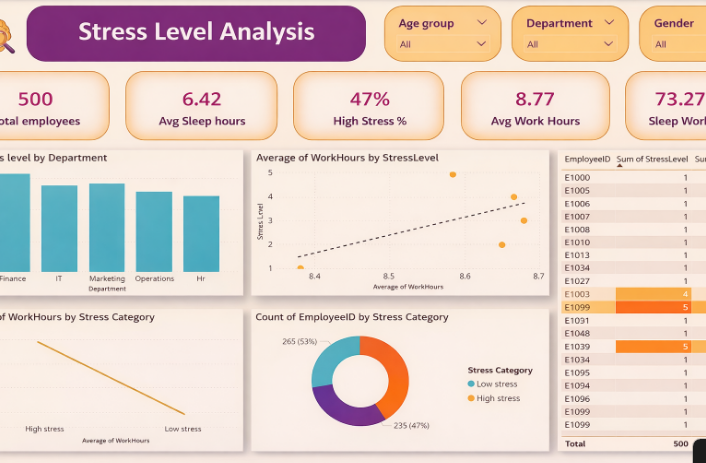 Stress Level Analysis
Age group
All
Department
All
Gender
All
500
otal employees
6.42
Avg Sleep hours
47%
High Stress %
8.77
Avg Work Hours
73.27
Sleep Work
s level by Department
Finance
IT
Marketing
Operations
Hr
Department
Average of WorkHours by StressLevel
5
4
3
2
1
8.4
8.5
8.6
8.7
Average of WorkHours
EmployeeID Sum of StressLevel
E1000 1
E1005 1
E1006 1
E1007 1
E1008 1
E1010 1
E1013 1
E1034 1
E1027 1
E1003 4
E1099 5
E1031 1
E1048 1
E1039 5
E1034 1
E1095 1
E1094 1
E1096 1
E1099 1
E1099 1
Total 500
of WorkHours by Stress Category
High stress
Low stress
Average of WorkHours
Count of EmployeeID by Stress Category
265 (53%)
235 (47%)
Stress Category
Low stress
High stress